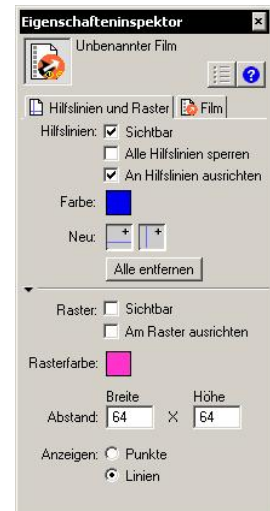 Eigenschafteninspektor
Unbenannter Film
Hilfslinien und Raster Film
Hilfslinien: Sichtbar
Alle Hilfslinien sperren
An Hilfslinien ausrichten
Farbe:
Neu:
Alle entfernen
Raster: Sichtbar
Am Raster ausrichten
Rasterfarbe:
Breite Höhe
Abstand: 64 X 64
Anzeigen: Punkte
Linien